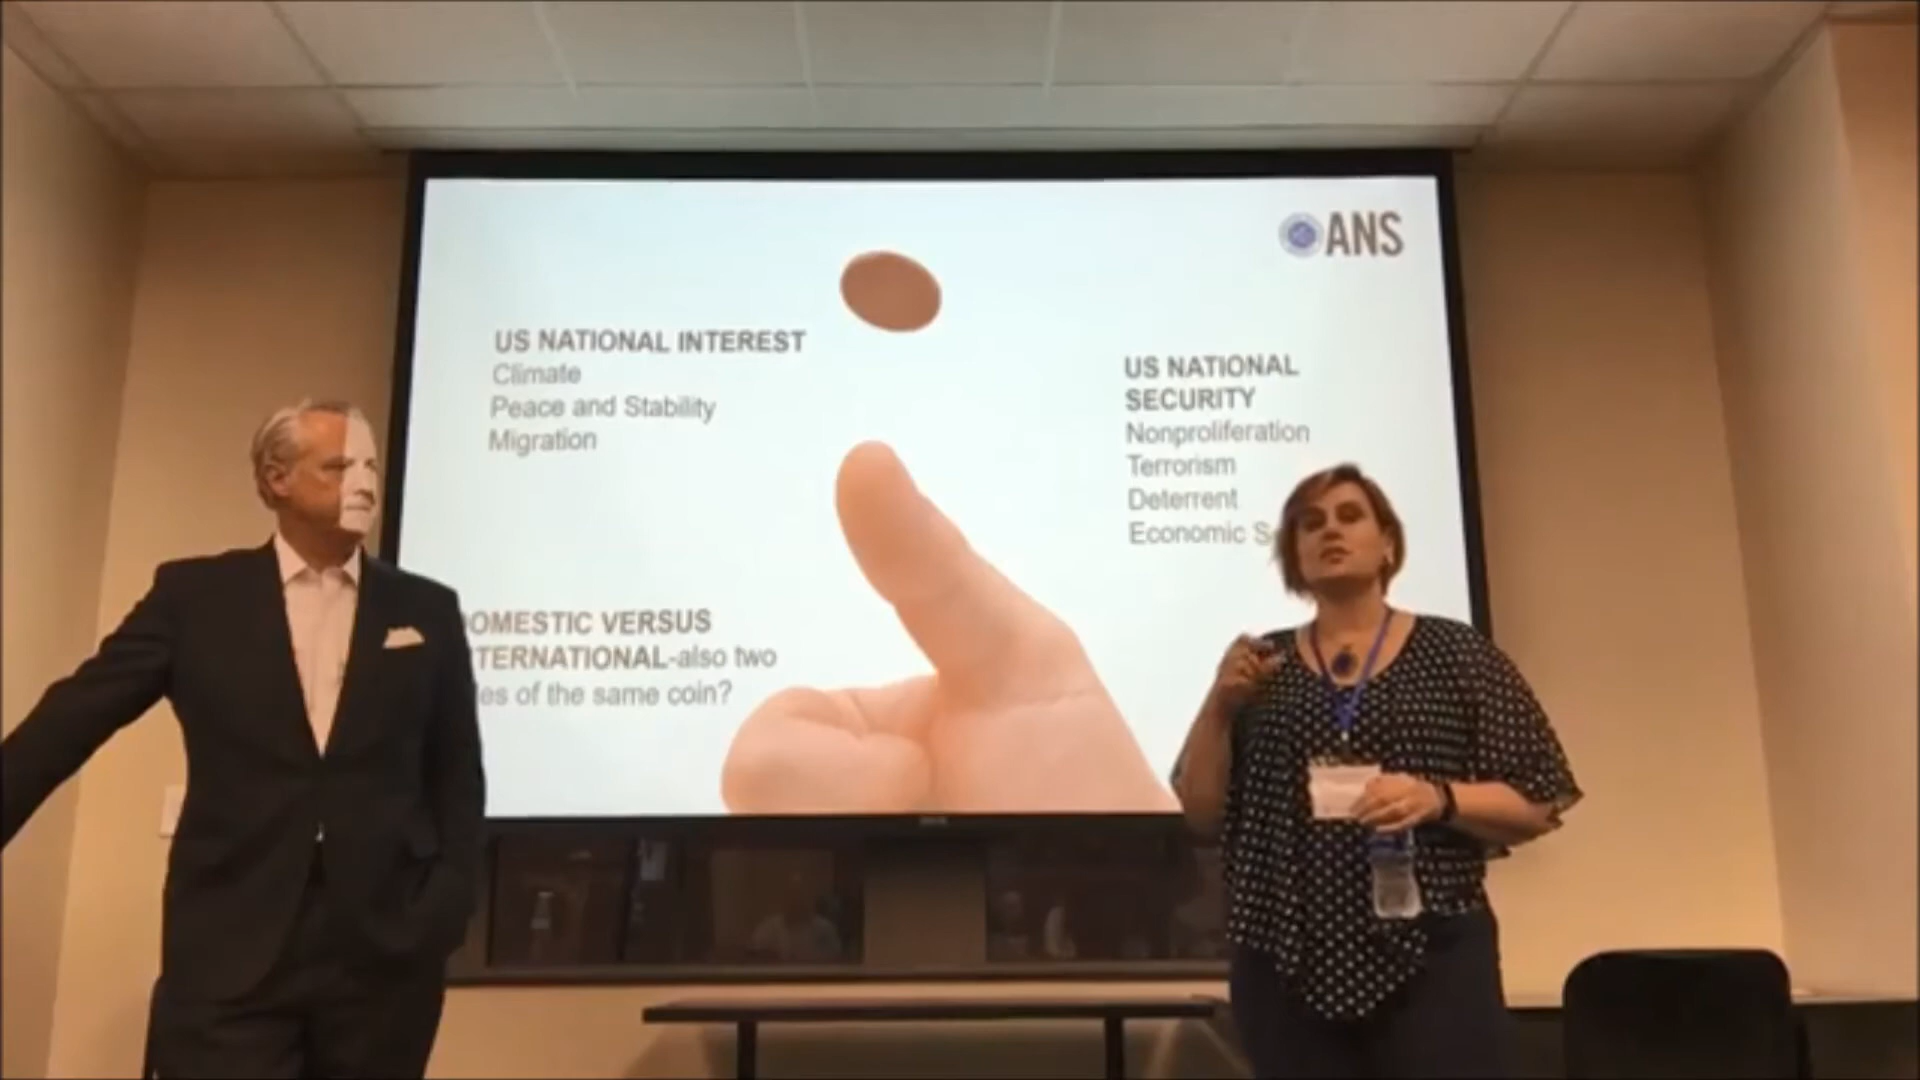 ANS
US NATIONAL INTEREST
Climate
Peace and Stability
Migration
US NATIONAL
SECURITY
Nonproliferation
Terrorism
Deterrent
Economic S
OMESTIC VERSUS
TERNATIONAL-also two
es of the same coin?